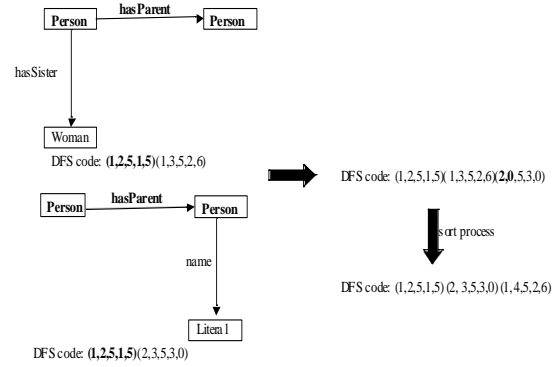 hasParent
Person
Person
hasSister
Woman
DFS code: (1,2,5,1,5)(1,3,5,2,6)
hasParent
Person
Person
name
Literal
DFS code: (1,2,5,1,5)(2,3,5,3,0)
DFS code: (1,2,5,1,5)(1,3,5,2,6)(2,0,5,3,0)
sort process
DFS code: (1,2,5,1,5)(2, 3,5,3,0)(1,4,5,2,6)